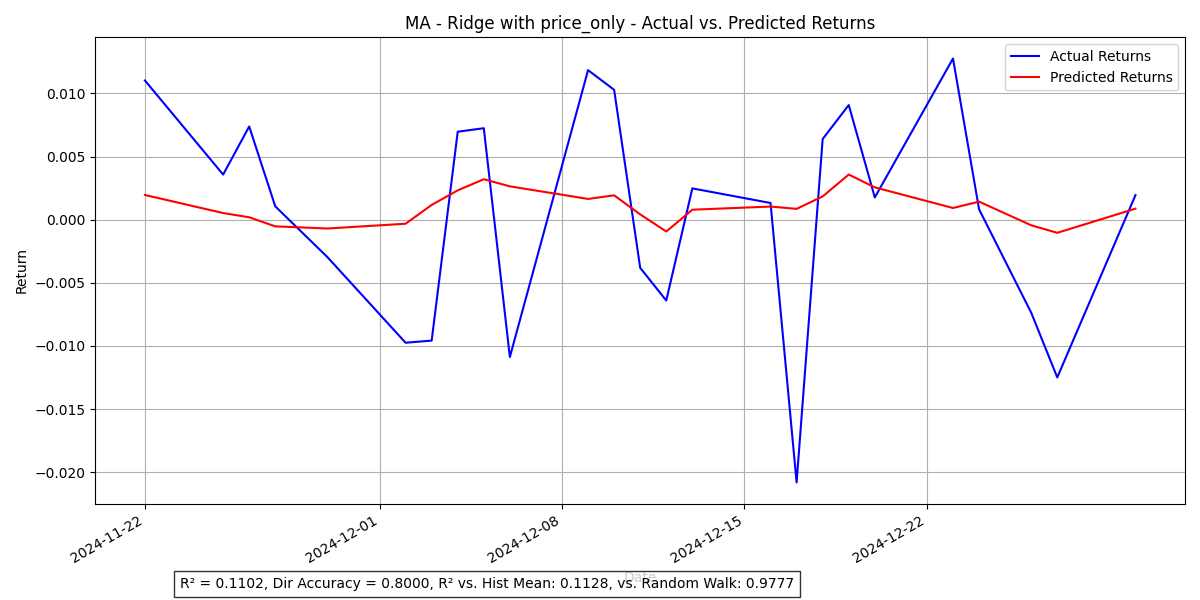 MA - Ridge with price_only - Actual vs. Predicted Returns
Actual Returns
Predicted Returns
0.010
0.005
0.000
−0.005
−0.010
−0.015
−0.020
Return
2024-11-22
2024-12-01
2024-12-08
2024-12-15
2024-12-22
Date
R² = 0.1102, Dir Accuracy = 0.8000, R² vs. Hist Mean: 0.1128, vs. Random Walk: 0.9777